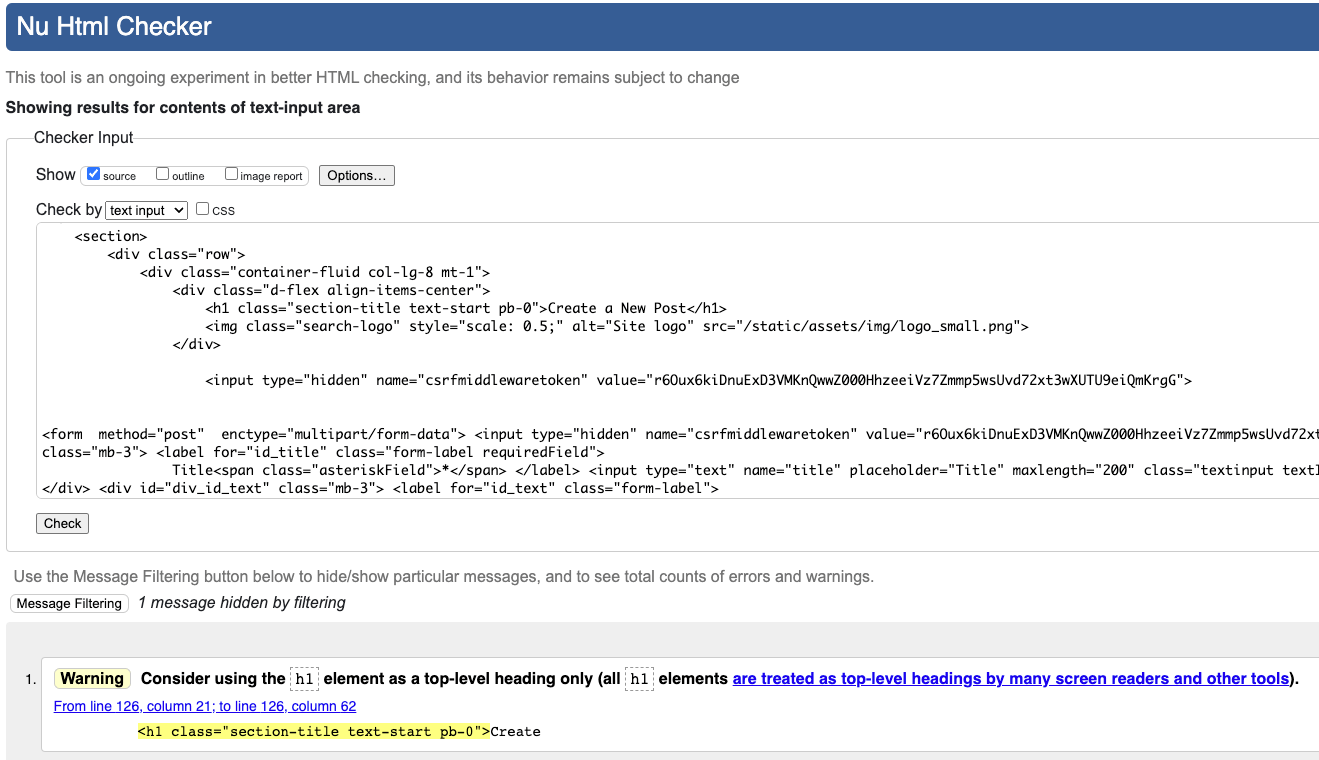 Nu Html Checker
This tool is an ongoing experiment in better HTML checking, and its behavior remains subject to change
Showing results for contents of text-input area
Checker Input
Show source outline image report Options...
Check by text input CSS
<section>
<div class="row">
<div class="container-fluid col-lg-8 mt-1">
<div class="d-flex align-items-center">
<h1 class="section-title text-start pb-0">Create a New Post</h1>
<img class="search-logo" style="scale: 0.5;" alt="Site logo" src="/static/assets/img/logo_small.png">
</div>
<input type="hidden" name="csrfmiddlewaretoken" value="r6Oux6kiDnuExD3VMKnQwwZ000HhzeeiVz7Zmmp5wsUvd72xt3wXUTU9eiQmKrgG">
<form  method="post"  enctype="multipart/form-data"> <input type="hidden" name="csrfmiddlewaretoken" value="r6Oux6kiDnuExD3VMKnQwwZ000HhzeeiVz7Zmmp5wsUvd72xt
class="mb-3"> <label for="id_title" class="form-label requiredField">
Title<span class="asteriskField">*</span> </label> <input type="text" name="title" placeholder="Title" maxlength="200" class="textinput text
</div> <div id="div_id_text" class="mb-3"> <label for="id_text" class="form-label">
Check
Use the Message Filtering button below to hide/show particular messages, and to see total counts of errors and warnings.
Message Filtering 1 message hidden by filtering
1. Warning Consider using the h1 element as a top-level heading only (all h1 elements are treated as top-level headings by many screen readers and other tools).
From line 126, column 21; to line 126, column 62
<h1 class="section-title text-start pb-0">Create